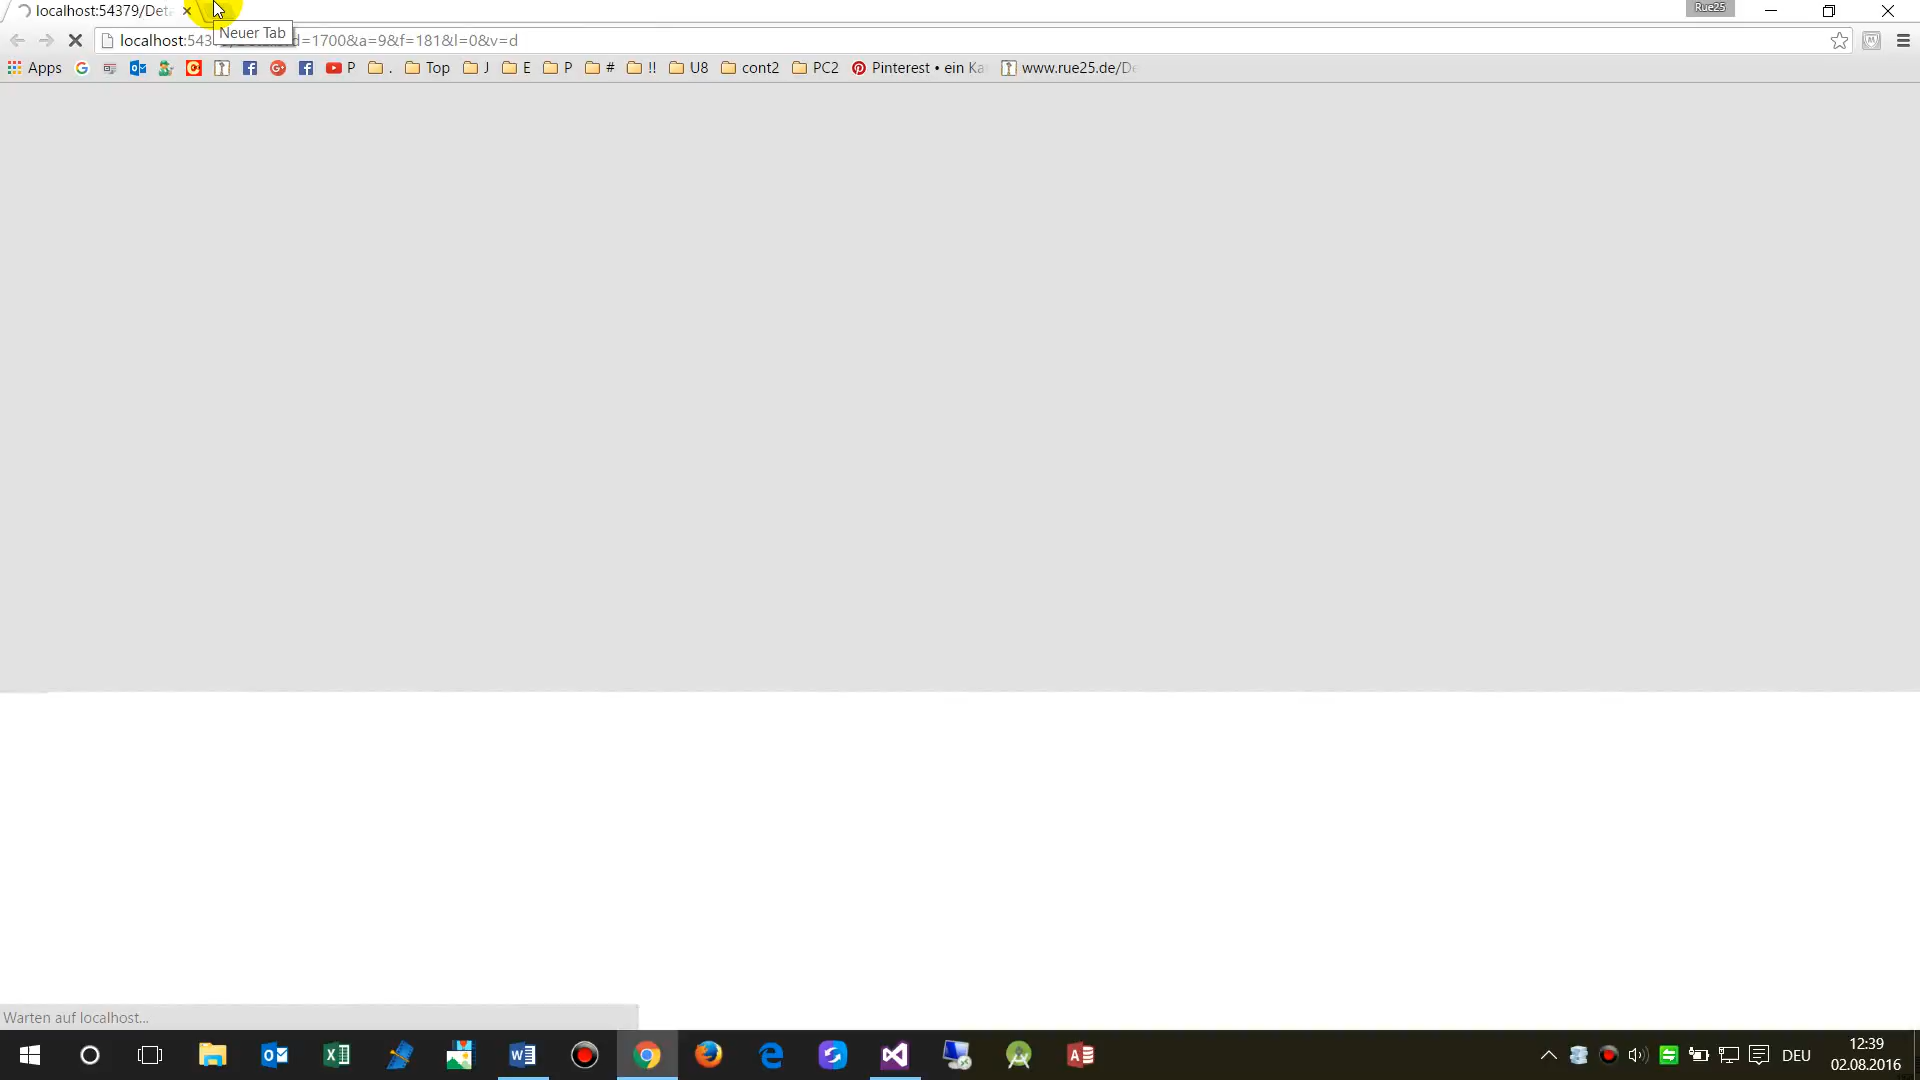 localhost:54379/Det
Rue25
Neuer Tab
localhost:543 d=1700&a=9&f=181&l=0&v=d
Apps P . Top J E P # !! U8 cont2 PC2 Pinterest • ein Ka www.rue25.de/De
Warten auf localhost...
DEU
12:39
02.08.2016